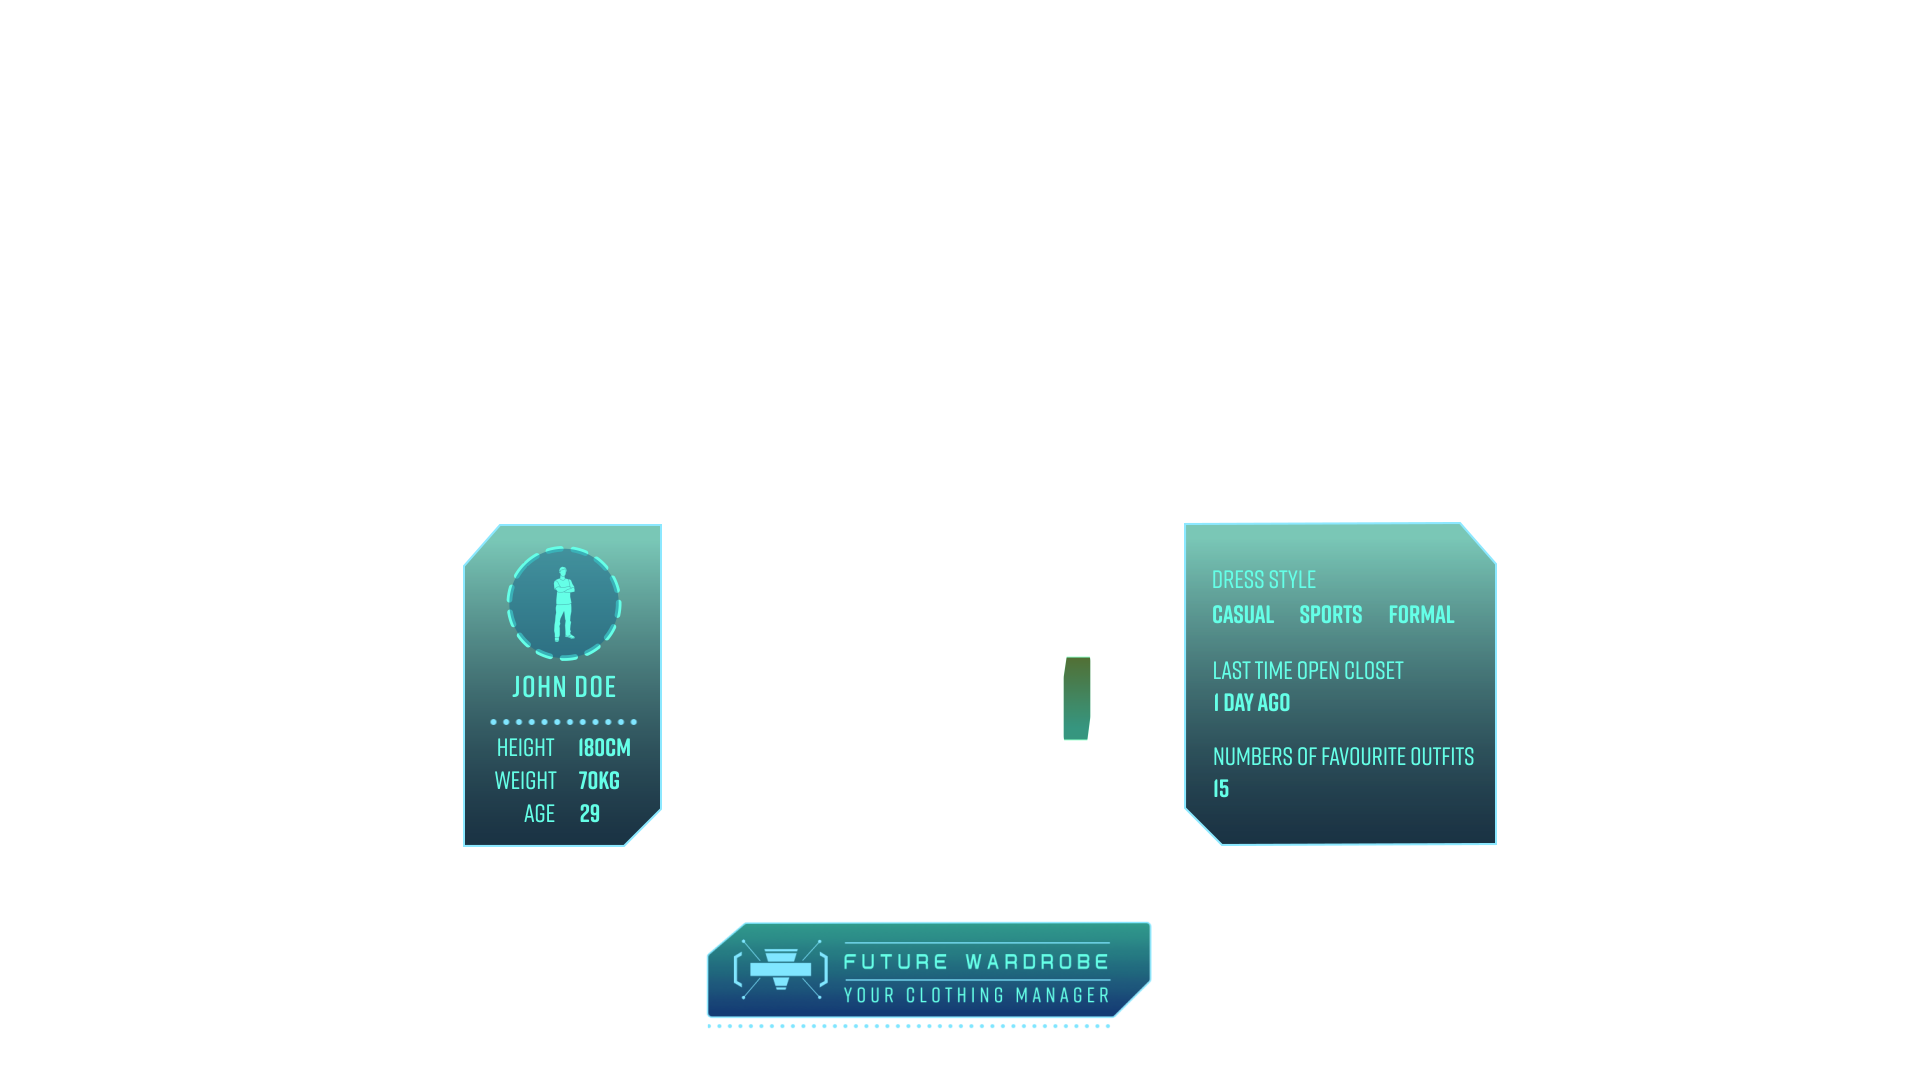 JOHN DOE
HEIGHT 180CM
WEIGHT 70KG
AGE 29
DRESS STYLE
CASUAL SPORTS FORMAL
LAST TIME OPEN CLOSET
1 DAY AGO
NUMBERS OF FAVOURITE OUTFITS
15
FUTURE WARDROBE
YOUR CLOTHING MANAGER